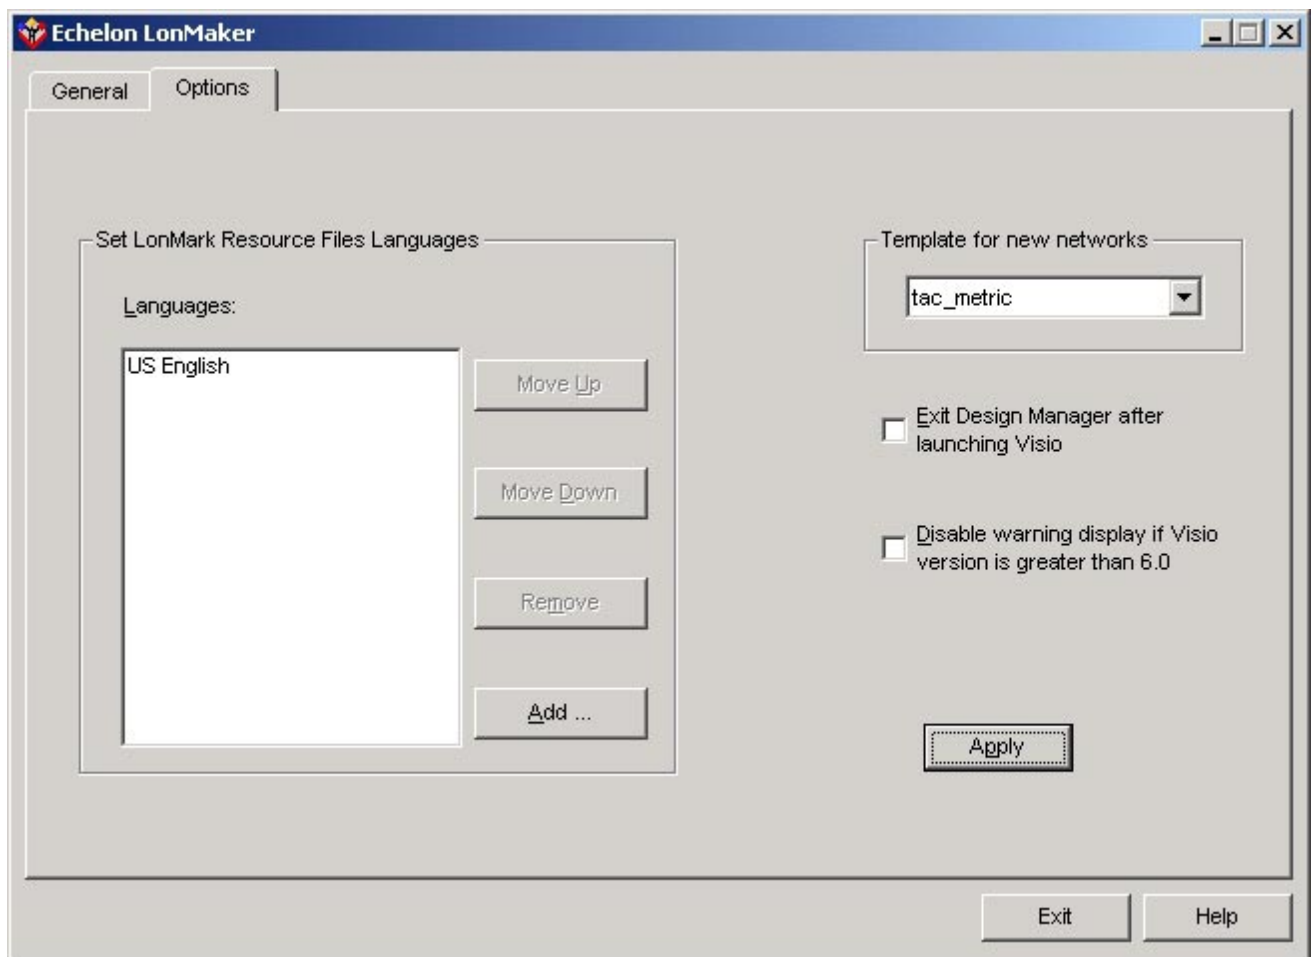 Echelon LonMaker
General
Options
Set LonMark Resource Files Languages
Languages:
US English
Move Up
Move Down
Remove
Add ...
Template for new networks
tac_metric
Exit Design Manager after
launching Visio
Disable warning display if Visio
version is greater than 6.0
Apply
Exit
Help